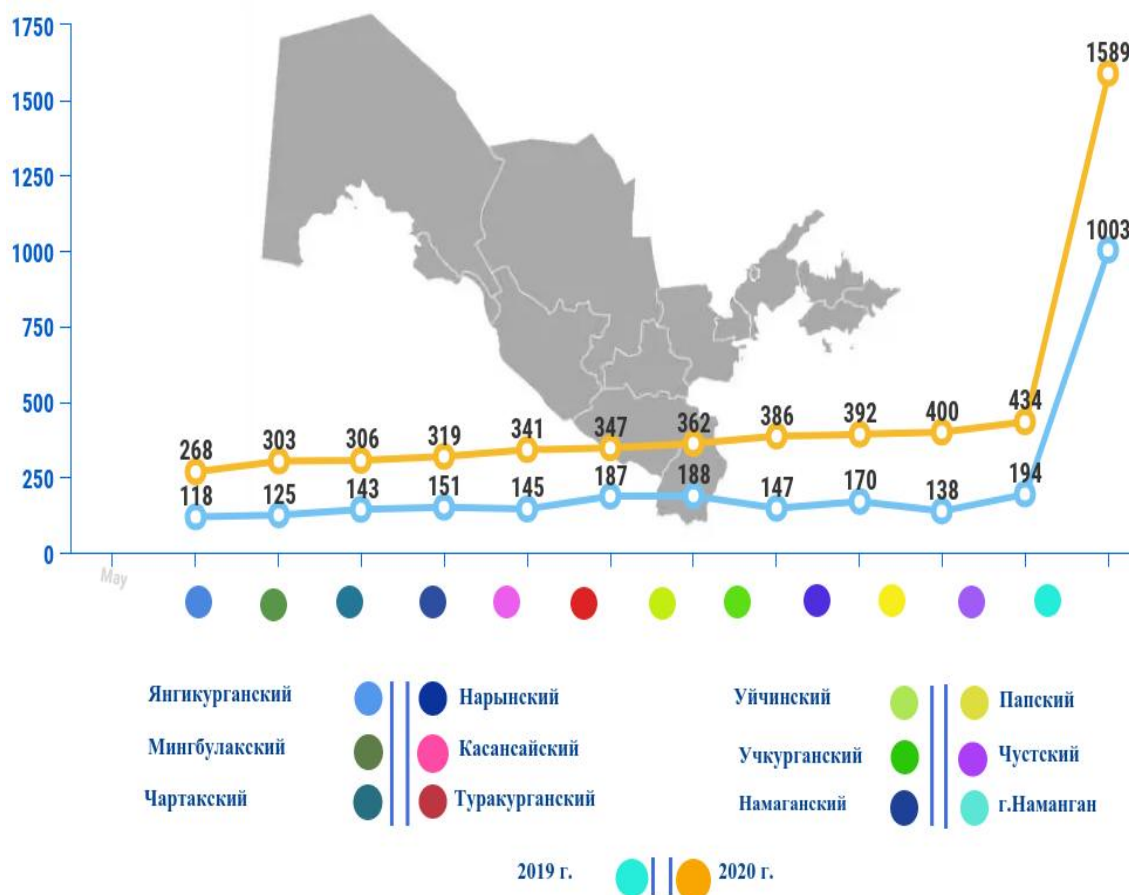 1750
1500
1250
1000
750
500
250
0
1589
1003
268 303 306 319 341 347 362 386 392 400 434
118 125 143 151 145 187 188 147 170 138 194
May
Янгикурганский Нарынский Уйчинский Папский
Мингбулакский Касансайский Учкурганский Чустский
Чартакский Туракурганский Намаганский г.Наманган
2019 г. 2020 г.